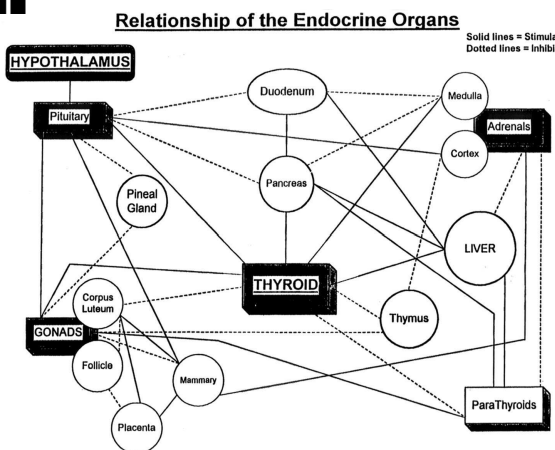 Relationship of the Endocrine Organs
Solid lines = Stimula
Dotted lines = Inhibi
HYPOTHALAMUS
Pituitary
Duodenum
Medulla
Adrenals
Cortex
Pancreas
Pineal
Gland
LIVER
THYROID
Corpus
Luteum
Thymus
GONADS
Follicle
Mammary
ParaThyroids
Placenta